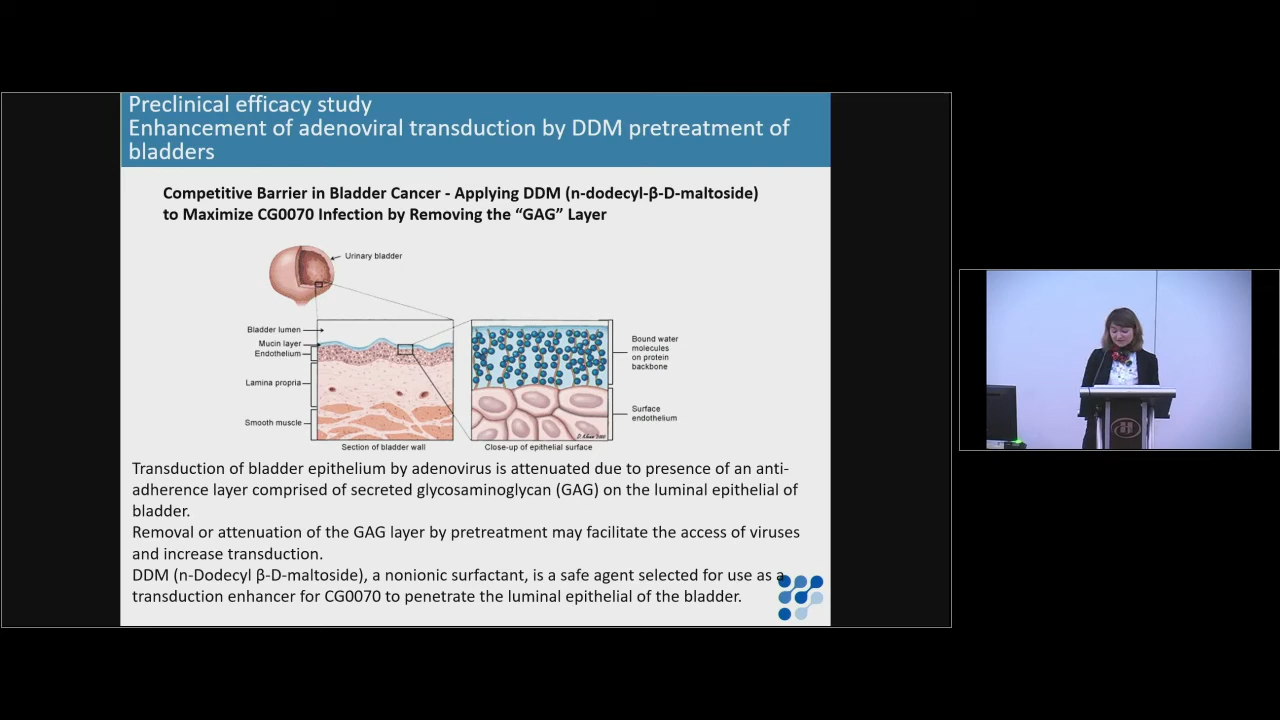 Preclinical efficacy study
Enhancement of adenoviral transduction by DDM pretreatment of
bladders
Competitive Barrier in Bladder Cancer - Applying DDM (n-dodecyl-β-D-maltoside)
to Maximize CG0070 Infection by Removing the “GAG” Layer
Urinary bladder
Bladder lumen
Mucin layer
Endothelium
Lamina propria
Smooth muscle
Bound water
molecules
on protein
backbone
Surface
endothelium
Section of bladder wall
Close-up of epithelial surface
Transduction of bladder epithelium by adenovirus is attenuated due to presence of an anti-
adherence layer comprised of secreted glycosaminoglycan (GAG) on the luminal epithelial of
bladder.
Removal or attenuation of the GAG layer by pretreatment may facilitate the access of viruses
and increase transduction.
DDM (n-Dodecyl β-D-maltoside), a nonionic surfactant, is a safe agent selected for use as a
transduction enhancer for CG0070 to penetrate the luminal epithelial of the bladder.